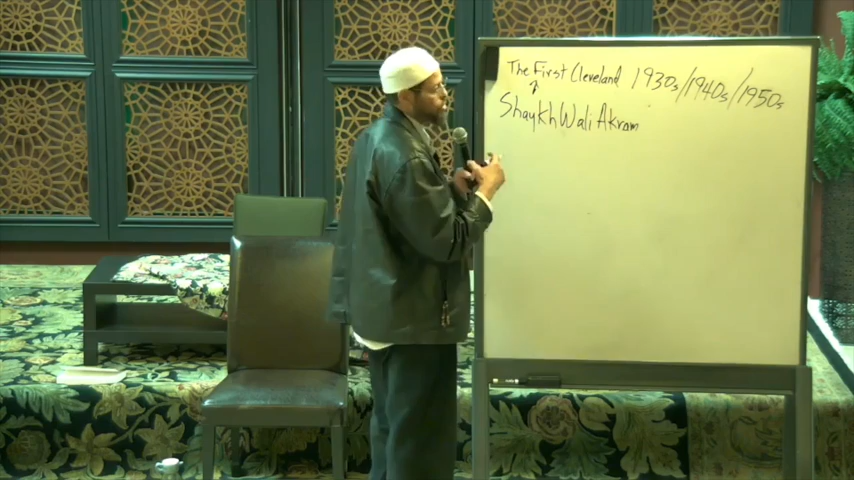 The First Cleveland 1930s/1940s/1950s
↑
Shaykh Wali Akram